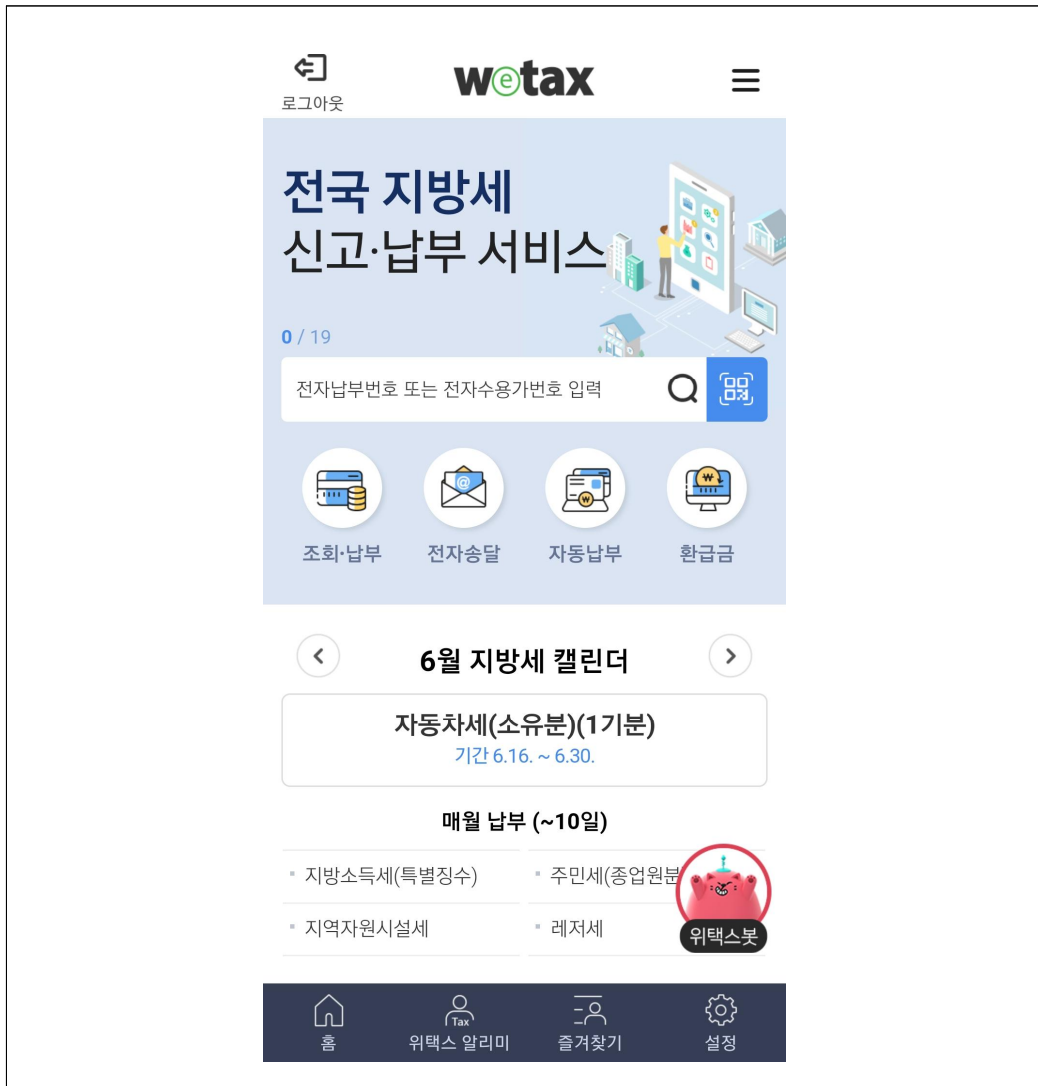 로그아웃
wetax
전국 지방세
신고·납부 서비스
0 / 19
전자납부번호 또는 전자수용가번호 입력
조회·납부 전자송달 자동납부 환급금
6월 지방세 캘린더
자동차세(소유분)(1기분)
기간 6.16. ~ 6.30.
매월 납부 (~10일)
지방소득세(특별징수) 주민세(종업원분
지역자원시설세 레저세
위택스봇
Tax
홈 위택스 알리미 즐겨찾기 설정